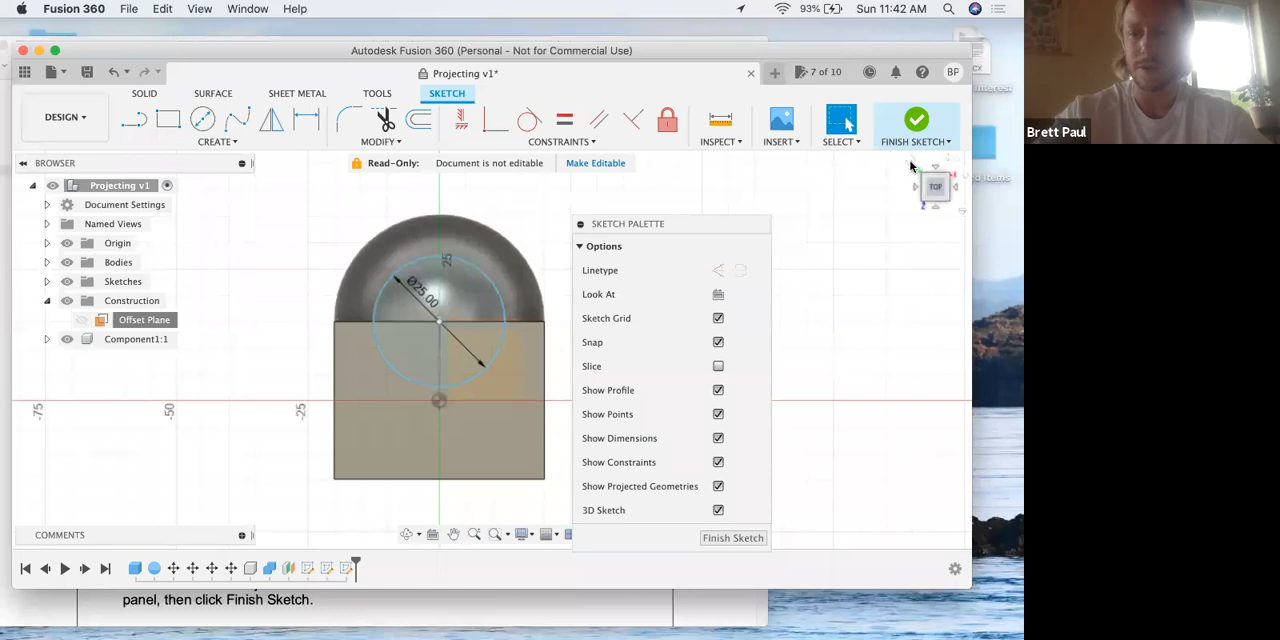 Fusion 360 File Edit View Window Help 93% Sun 11:42 AM
Autodesk Fusion 360 (Personal - Not for Commercial Use)
Projecting v1* 7 of 10 BP
SOLID SURFACE SHEET METAL TOOLS SKETCH
DESIGN
CREATE MODIFY CONSTRAINTS INSPECT INSERT SELECT FINISH SKETCH
BROWSER
Read-Only: Document is not editable Make Editable
Projecting v1
Document Settings
Named Views
Origin
Bodies
Sketches
Construction
Offset Plane
Component1:1
TOP
X
Z
25
Ø25.00
-75
-50
-25
SKETCH PALETTE
Options
Linetype
Look At
Sketch Grid
Snap
Slice
Show Profile
Show Points
Show Dimensions
Show Constraints
Show Projected Geometries
3D Sketch
Finish Sketch
COMMENTS
panel, then click Finish Sketch.
Brett Paul